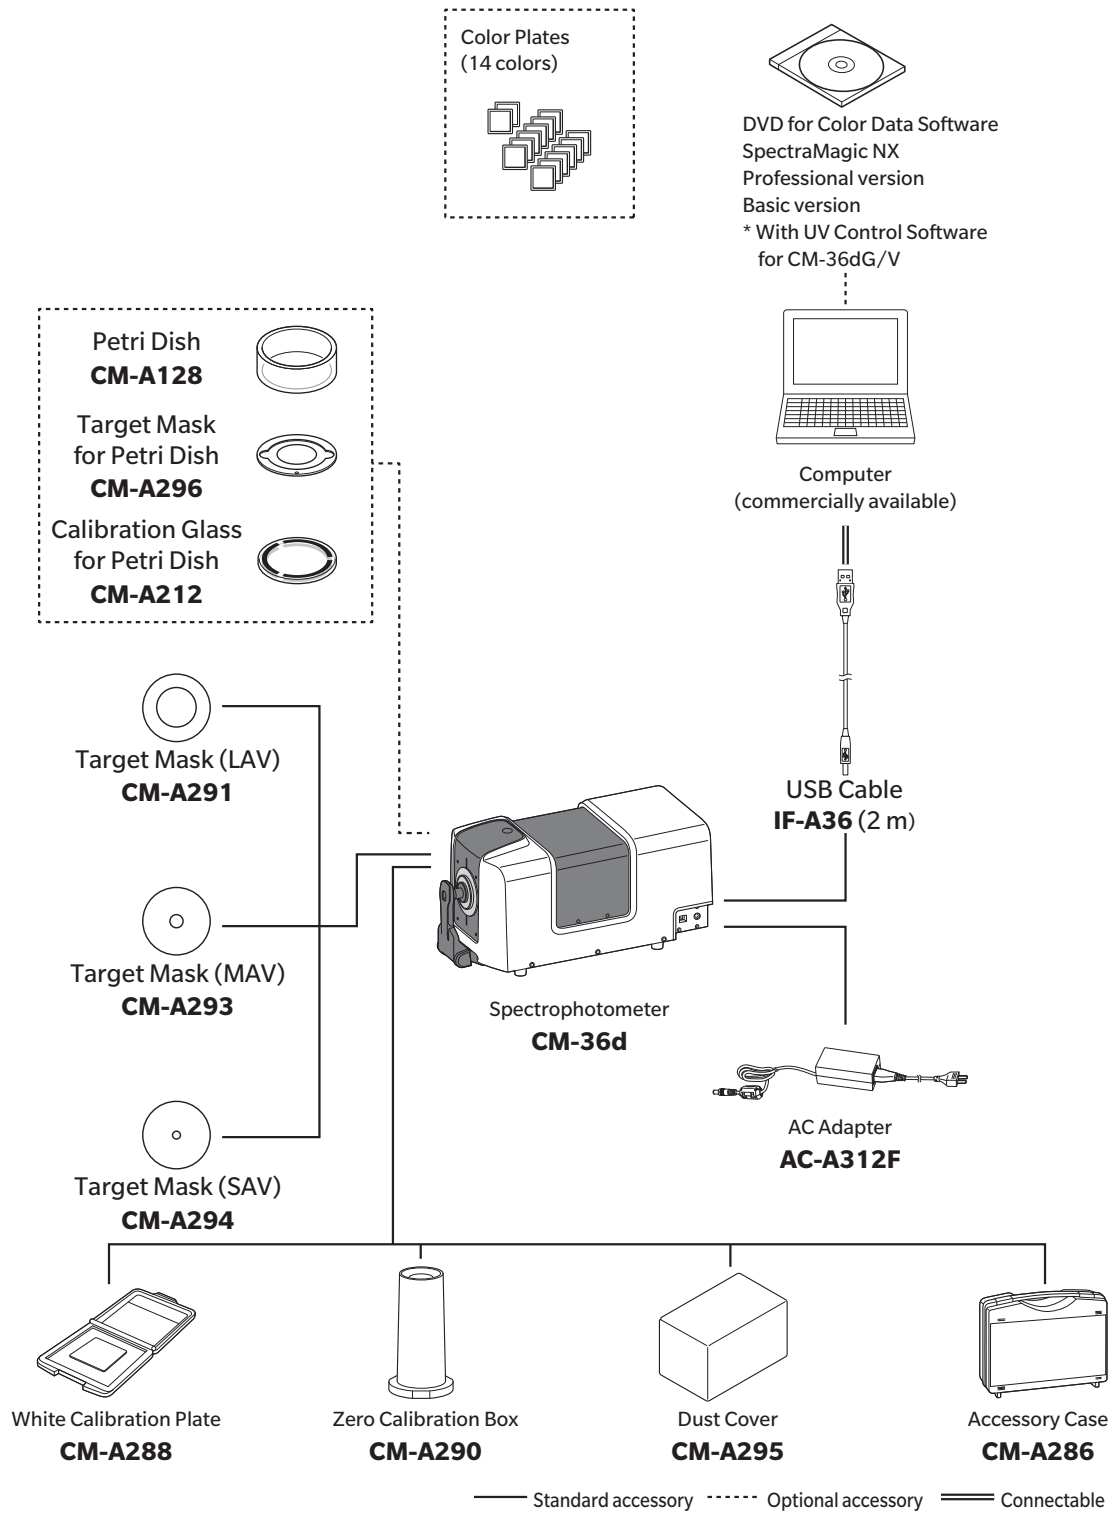 Color Plates
(14 colors)
DVD for Color Data Software
SpectraMagic NX
Professional version
Basic version
* With UV Control Software
for CM-36dG/V
Petri Dish
CM-A128
Target Mask
for Petri Dish
CM-A296
Calibration Glass
for Petri Dish
CM-A212
Computer
(commercially available)
Target Mask (LAV)
CM-A291
USB Cable
IF-A36 (2 m)
Target Mask (MAV)
CM-A293
Spectrophotometer
CM-36d
AC Adapter
AC-A312F
Target Mask (SAV)
CM-A294
White Calibration Plate
CM-A288
Zero Calibration Box
CM-A290
Dust Cover
CM-A295
Accessory Case
CM-A286
Standard accessory
Optional accessory
Connectable